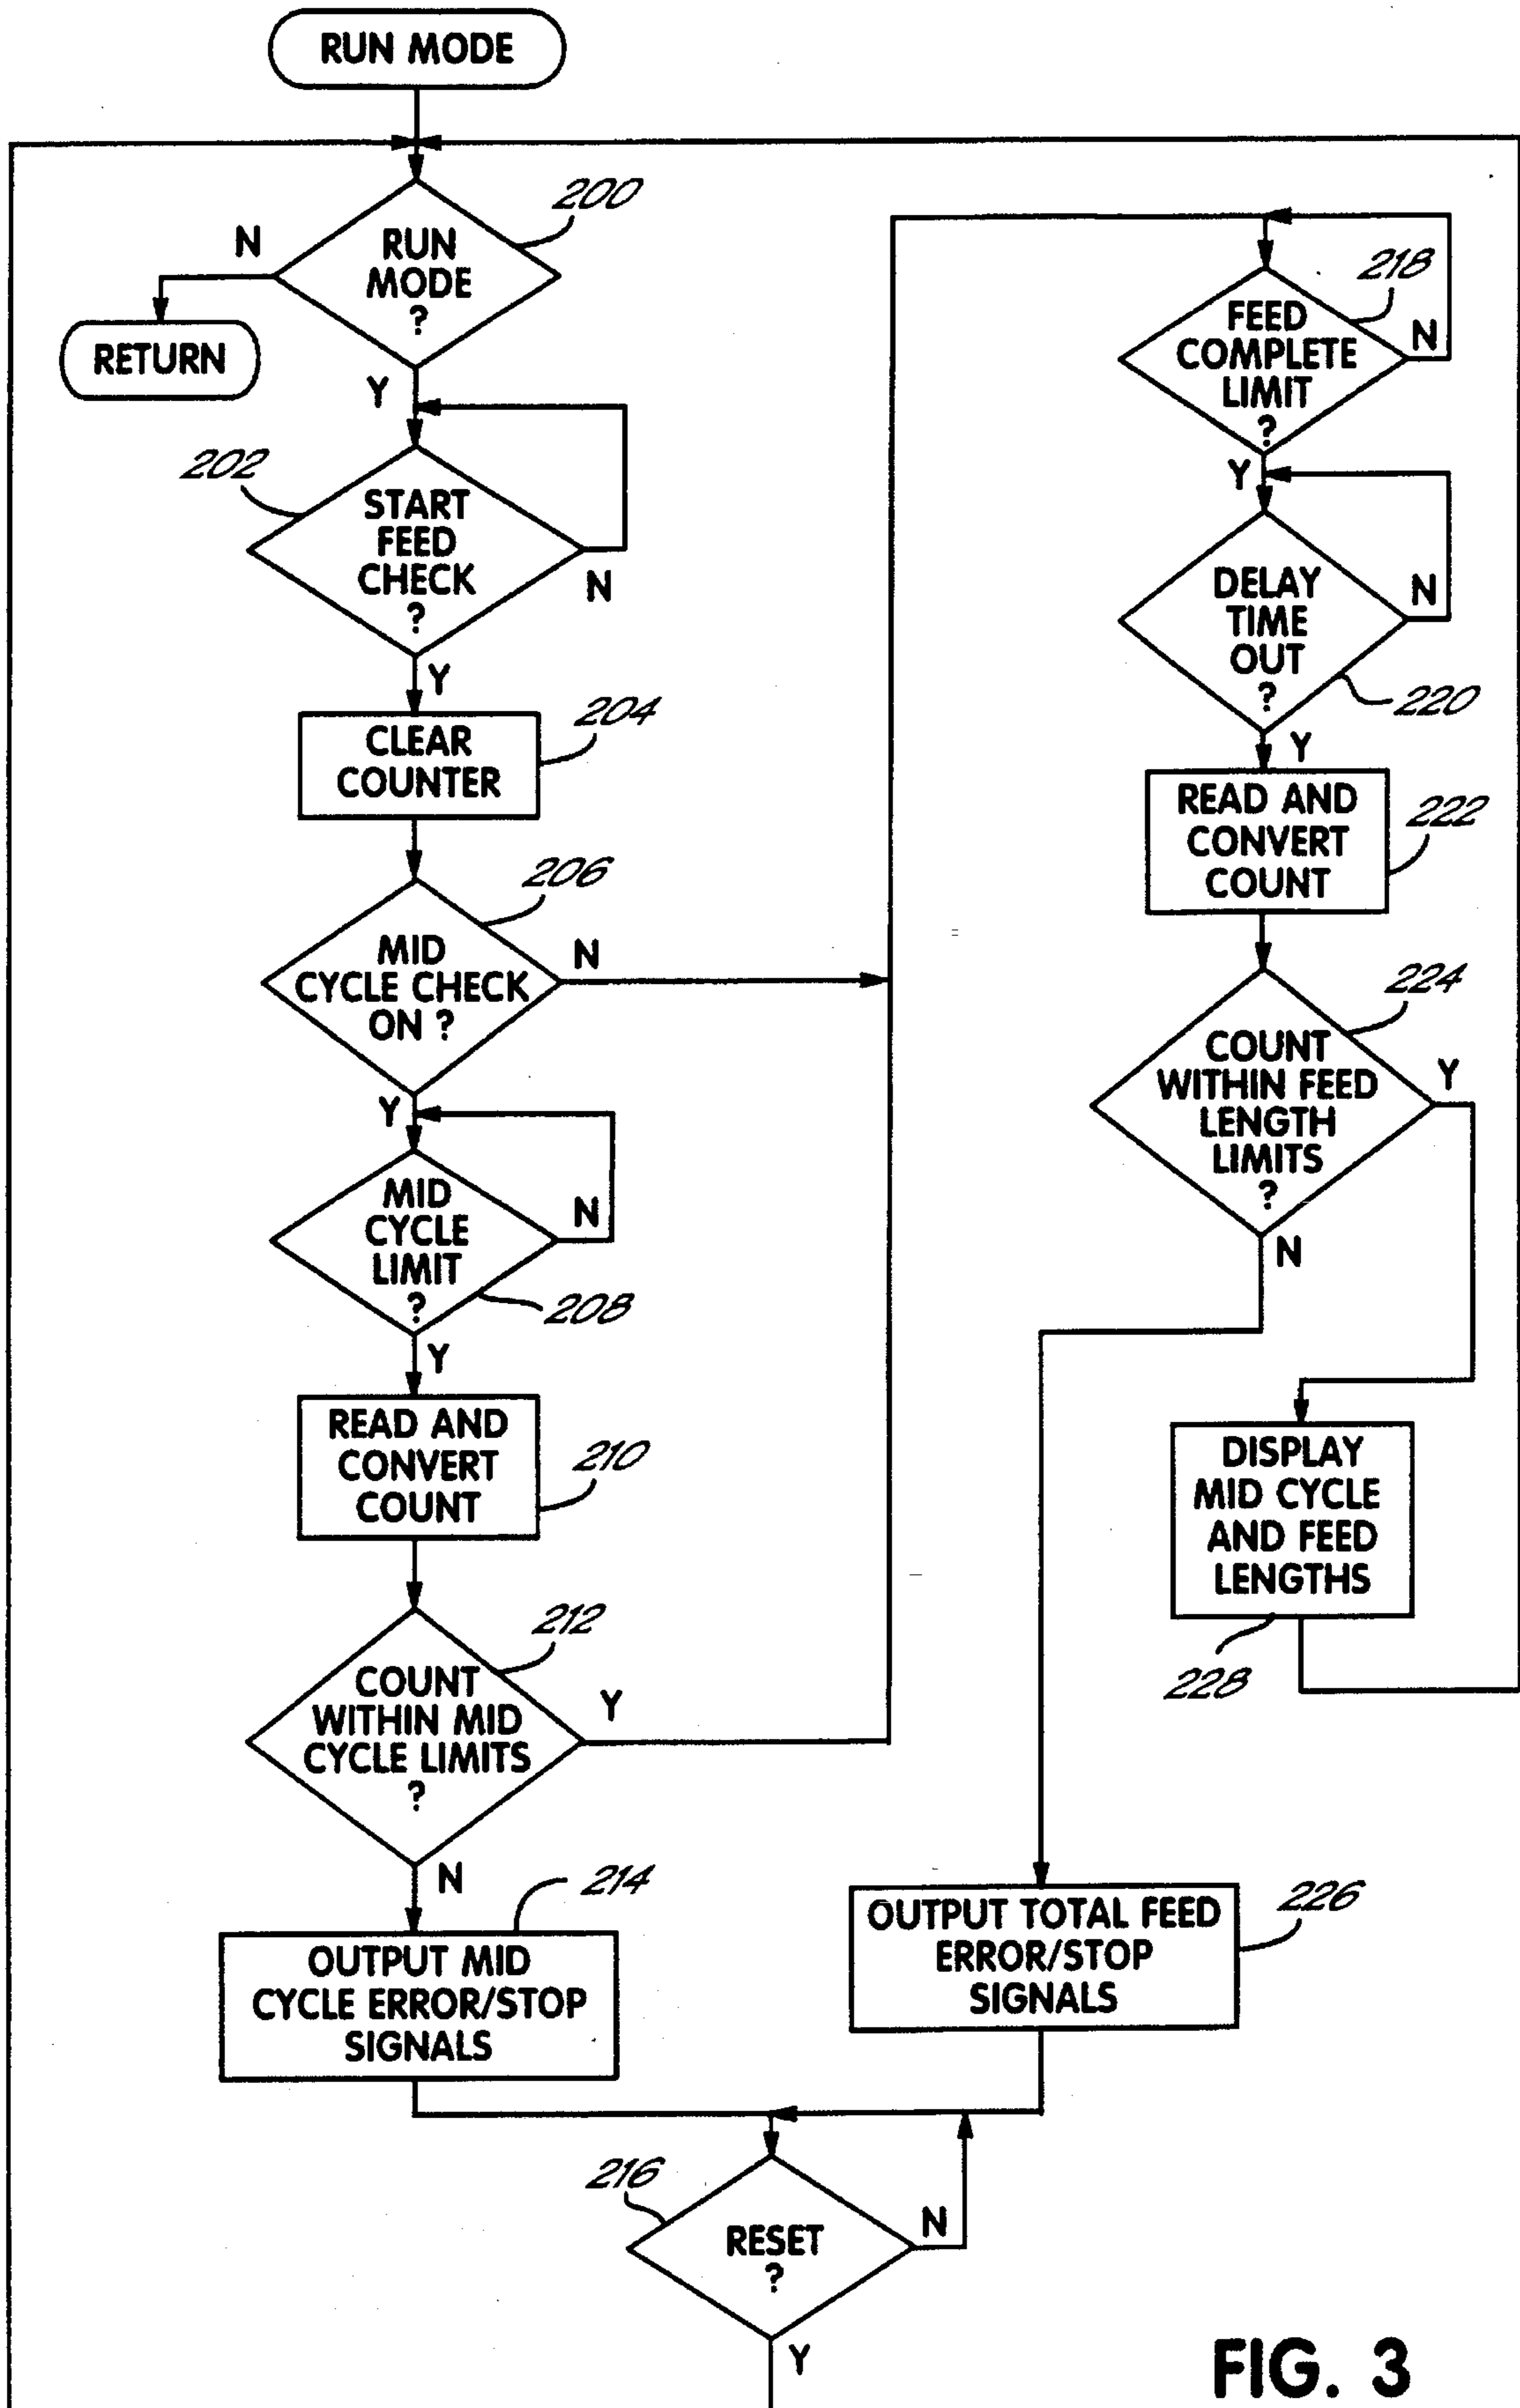 RUN MODE
200
N
RUN
MODE
?
RETURN
Y
202
START
FEED
CHECK
?
N
Y
CLEAR
COUNTER
204
206
MID
CYCLE CHECK
ON ?
N
Y
MID
CYCLE
LIMIT
?
N
208
Y
READ AND
CONVERT
COUNT
210
212
COUNT
WITHIN MID
CYCLE LIMITS
?
Y
N
214
OUTPUT MID
CYCLE ERROR/STOP
SIGNALS
218
FEED
COMPLETE
LIMIT
?
N
Y
DELAY
TIME
OUT
?
N
220
Y
READ AND
CONVERT
COUNT
222
224
COUNT
WITHIN FEED
LENGTH
LIMITS
?
Y
N
DISPLAY
MID CYCLE
AND FEED
LENGTHS
228
OUTPUT TOTAL FEED
ERROR/STOP
SIGNALS
226
216
RESET
?
N
Y
FIG. 3